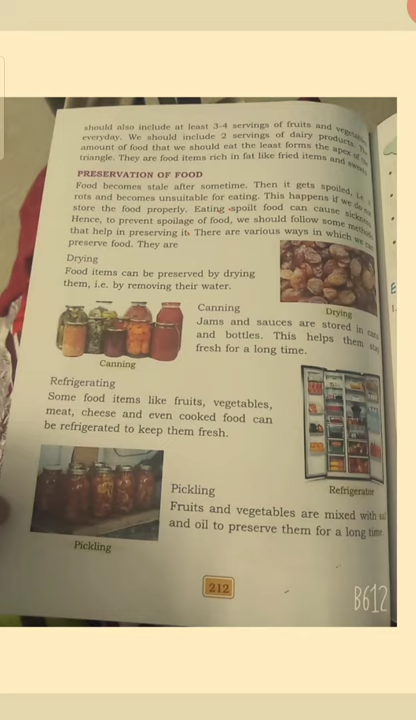 should also include at least 3-4 servings of fruits and vegetables
everyday. We should include 2 servings of dairy products. The
amount of food that we should eat the least forms the apex of the
triangle. They are food items rich in fat like fried items and sweets.
PRESERVATION OF FOOD
Food becomes stale after sometime. Then it gets spoiled, i.e.
rots and becomes unsuitable for eating. This happens if we do not
store the food properly. Eating spoilt food can cause sickness.
Hence, to prevent spoilage of food, we should follow some methods
that help in preserving it. There are various ways in which we can
preserve food. They are
Drying
Food items can be preserved by drying
them, i.e. by removing their water.
Drying
Canning
Jams and sauces are stored in cans
and bottles. This helps them stay
fresh for a long time.
Canning
Refrigerating
Some food items like fruits, vegetables,
meat, cheese and even cooked food can
be refrigerated to keep them fresh.
Refrigerator
Pickling
Fruits and vegetables are mixed with
and oil to preserve them for a long time.
Pickling
212
B612